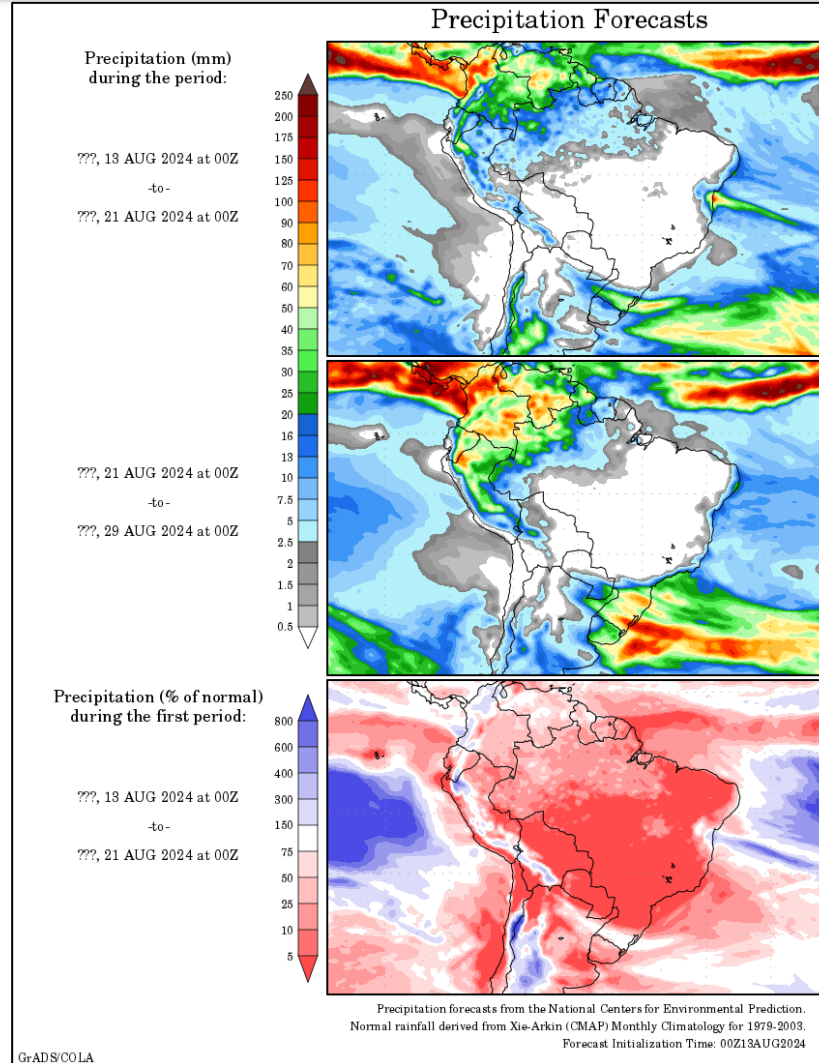 Precipitation Forecasts
Precipitation (mm)
during the period:
???, 13 AUG 2024 at 00Z
-to-
???, 21 AUG 2024 at 00Z
250
200
175
150
125
100
90
80
70
60
50
40
35
30
25
20
16
13
10
7.5
5
2.5
2
1.5
1
0.5
???, 21 AUG 2024 at 00Z
-to-
???, 29 AUG 2024 at 00Z
Precipitation (% of normal)
during the first period:
???, 13 AUG 2024 at 00Z
-to-
???, 21 AUG 2024 at 00Z
800
600
400
300
150
75
50
25
10
5
Precipitation forecasts from the National Centers for Environmental Prediction.
Normal rainfall derived from Xie-Arkin (CMAP) Monthly Climatology for 1979-2003.
Forecast Initialization Time: 00Z13AUG2024
GrADS/COLA